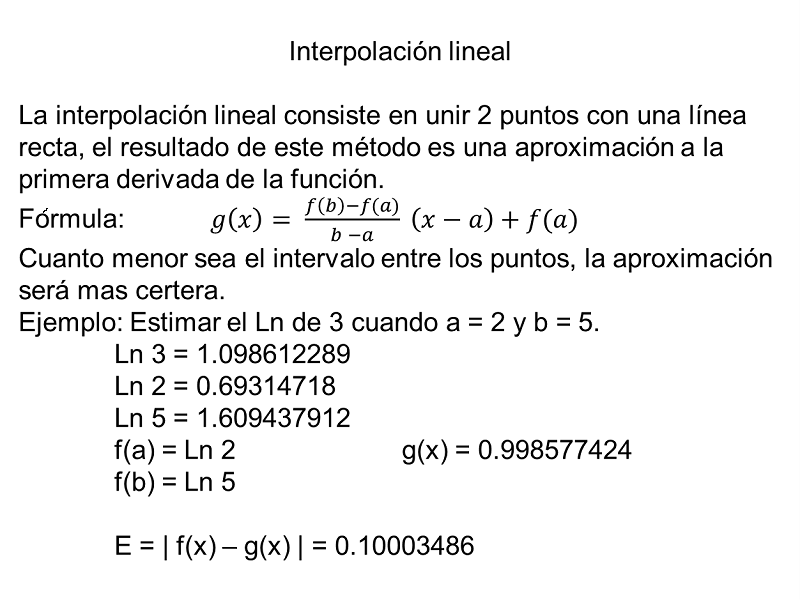 Interpolación lineal
La interpolación lineal consiste en unir 2 puntos con una línea
recta, el resultado de este método es una aproximación a la
primera derivada de la función.
Fórmula: g(x) = \frac{f(b)−f(a)}{b −a} (x − a) + f(a)
Cuanto menor sea el intervalo entre los puntos, la aproximación
será mas certera.
Ejemplo: Estimar el Ln de 3 cuando a = 2 y b = 5.
Ln 3 = 1.098612289
Ln 2 = 0.69314718
Ln 5 = 1.609437912
f(a) = Ln 2 g(x) = 0.998577424
f(b) = Ln 5
E = | f(x) – g(x) | = 0.10003486